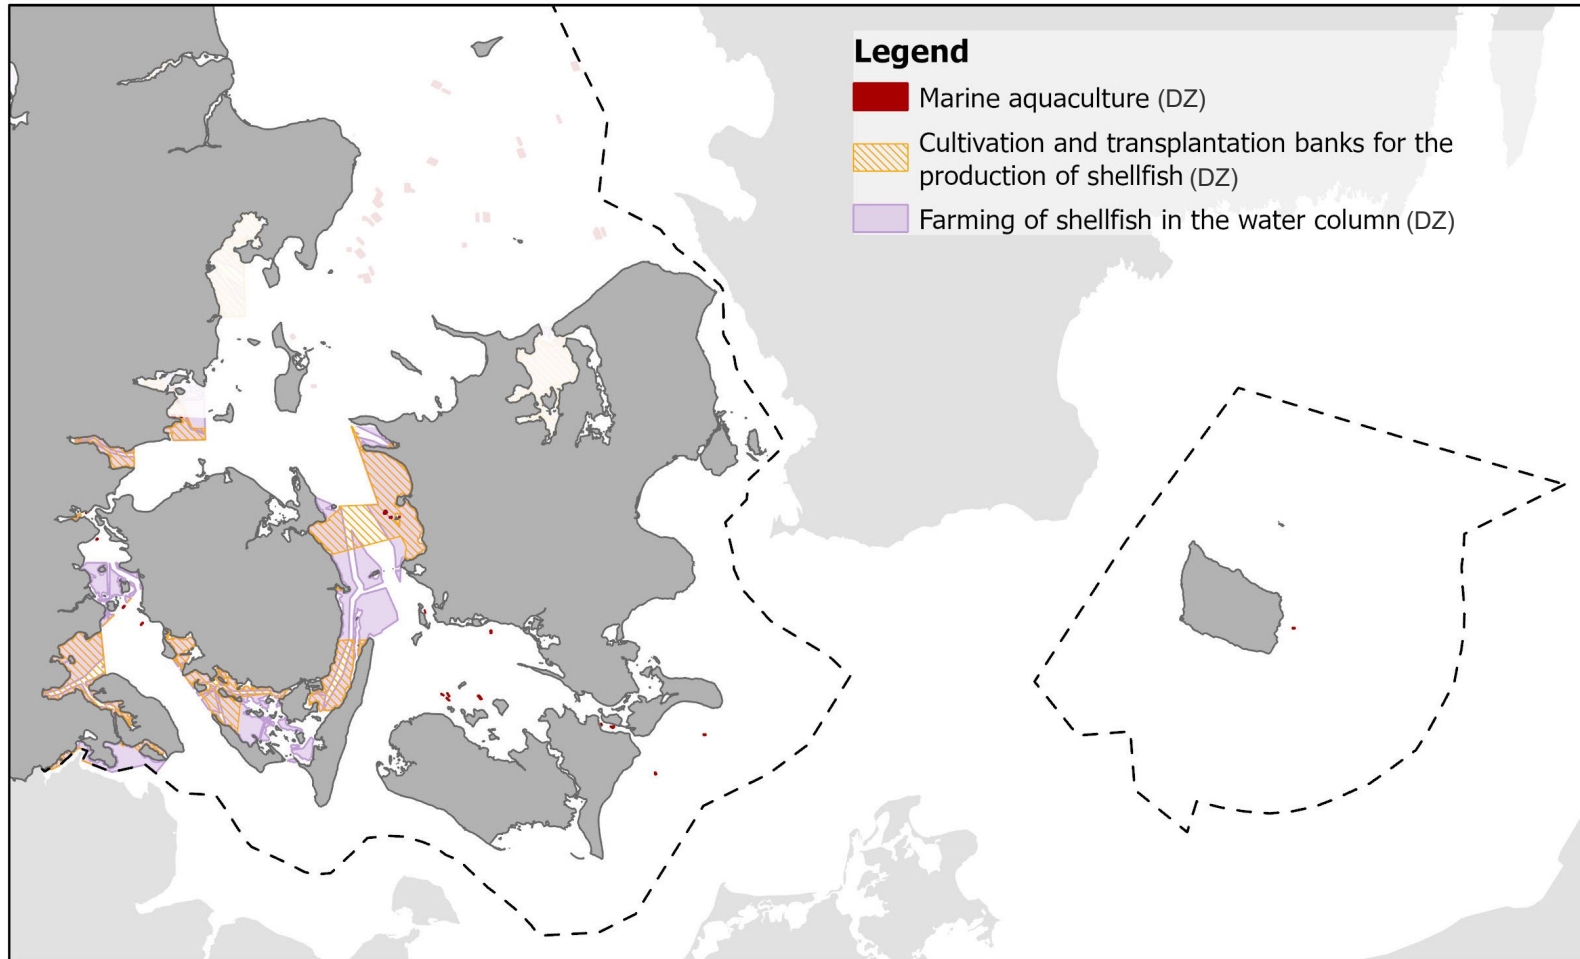 Legend
Marine aquaculture (DZ)
Cultivation and transplantation banks for the
production of shellfish (DZ)
Farming of shellfish in the water column (DZ)